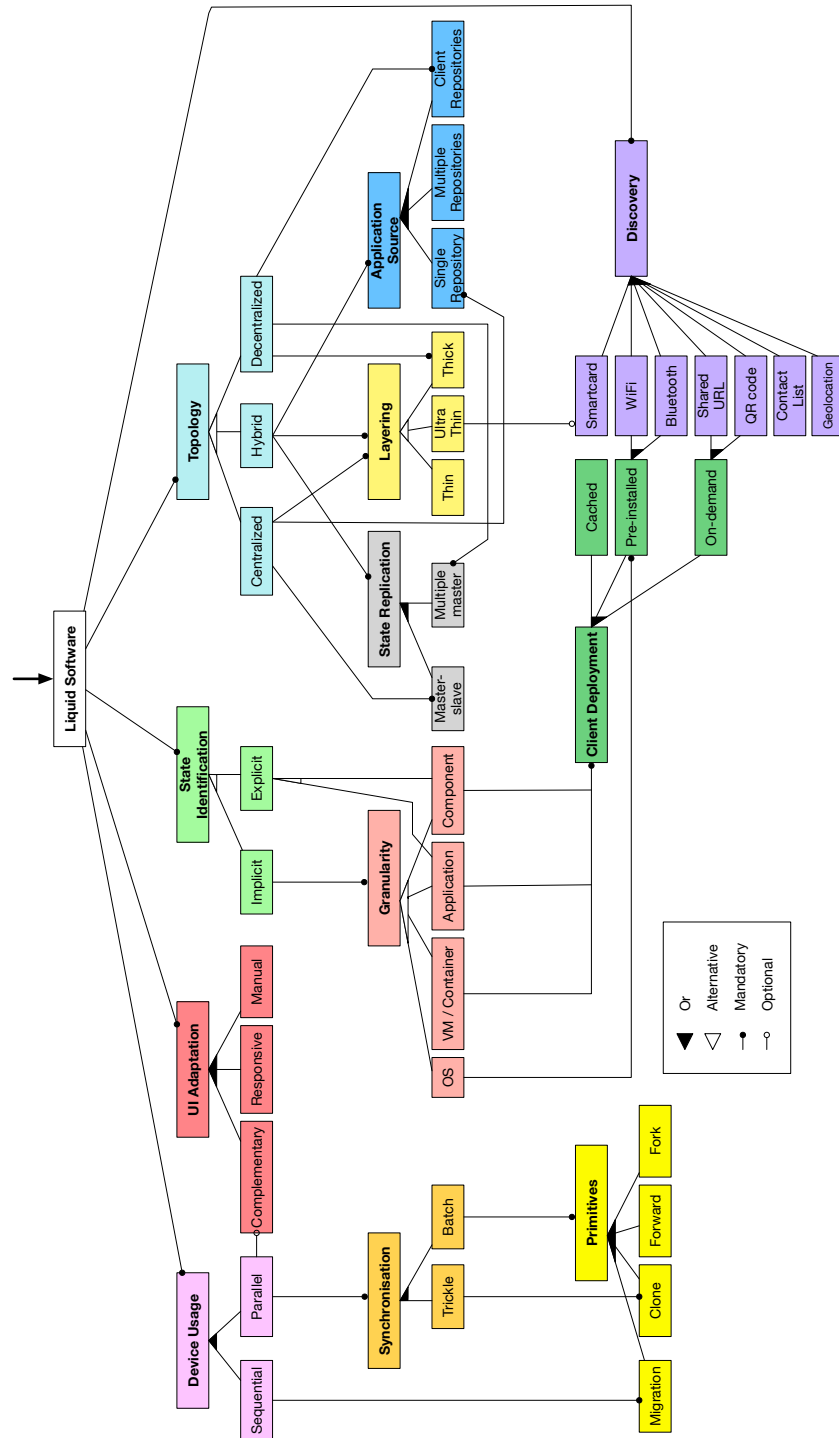 Liquid Software
Device Usage
UI Adaptation
State
Identification
Topology
Sequential
Parallel
Complementary
Responsive
Manual
Implicit
Explicit
Centralized
Hybrid
Decentralized
Synchronisation
Granularity
State Replication
Layering
Application
Source
Trickle
Batch
OS
VM / Container
Application
Component
Master-
slave
Multiple
master
Thin
Ultra
Thin
Thick
Single
Repository
Multiple
Repositories
Client
Repositories
Primitives
Client Deployment
Discovery
Migration
Clone
Forward
Fork
Cached
Pre-installed
On-demand
Smartcard
WiFi
Bluetooth
Shared
URL
QR code
Contact
List
Geolocation
Or
Alternative
Mandatory
Optional